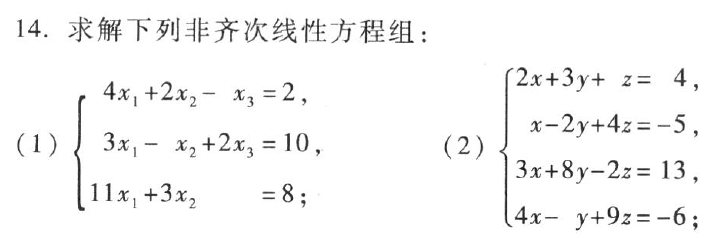 14. 求解下列非齐次线性方程组：
(1) { 4x₁+2x₂- x₃=2，
3x₁- x₂+2x₃=10，
11x₁+3x₂ =8；
(2) { 2x+3y+ z= 4，
x-2y+4z=-5，
3x+8y-2z= 13，
4x- y+9z=-6；